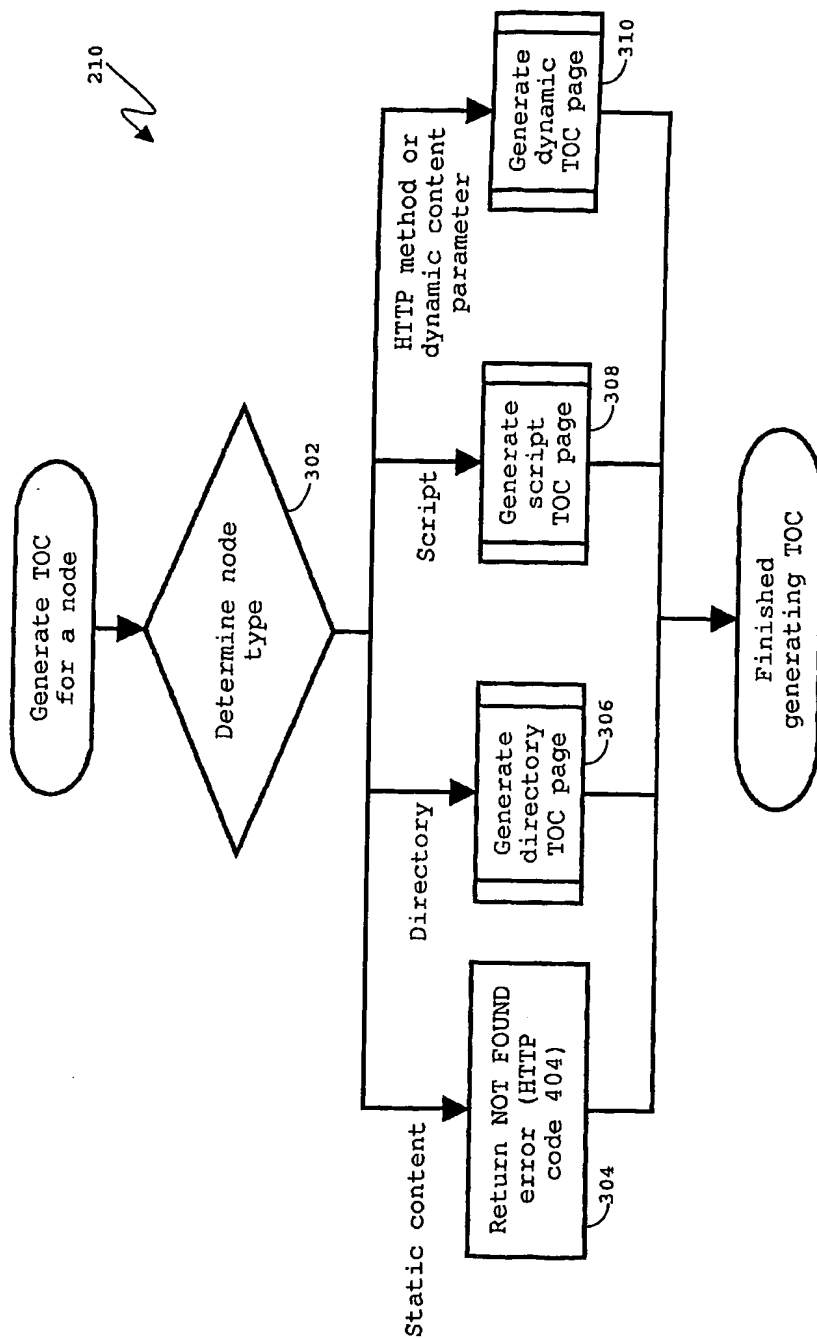 210
Generate TOC
for a node
Determine node
type
302
Static content
Directory
Script
HTTP method or
dynamic content
parameter
Return NOT FOUND
error (HTTP
code 404)
304
Generate
directory
TOC page
306
Generate
script
TOC page
308
Generate
dynamic
TOC page
310
Finished
generating TOC